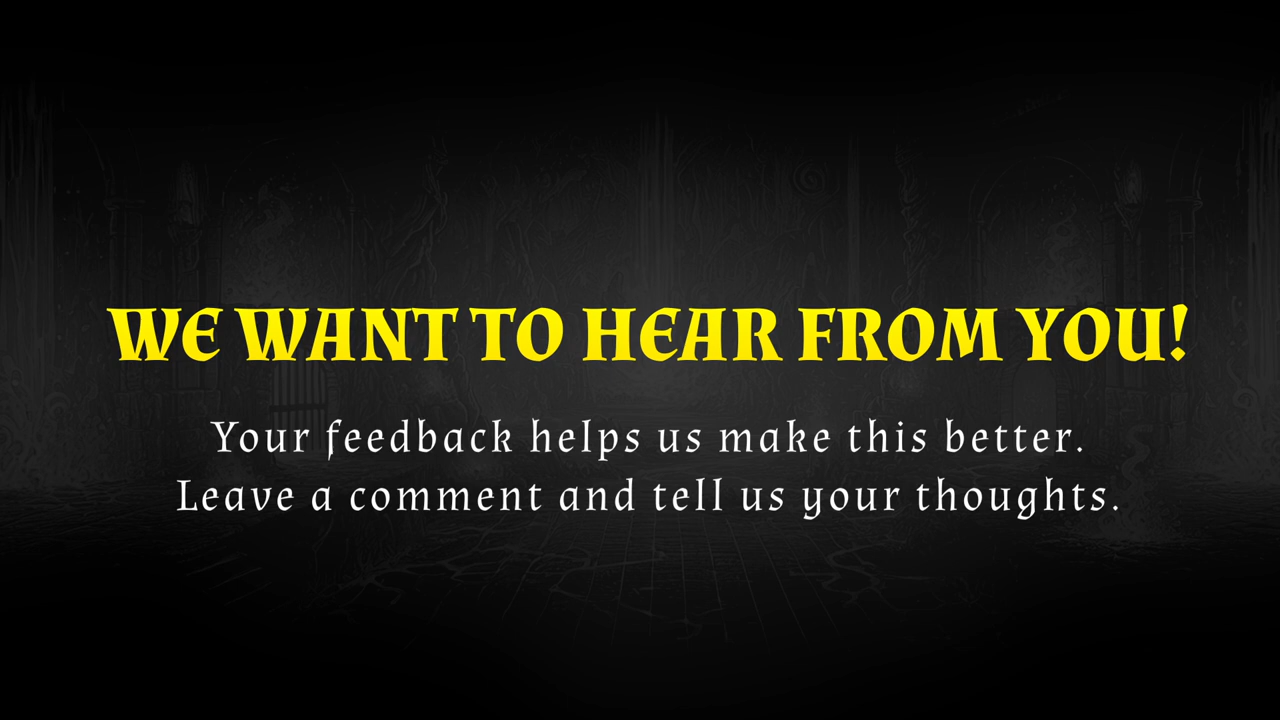 WE WANT TO HEAR FROM YOU!
Your feedback helps us make this better.
Leave a comment and tell us your thoughts.